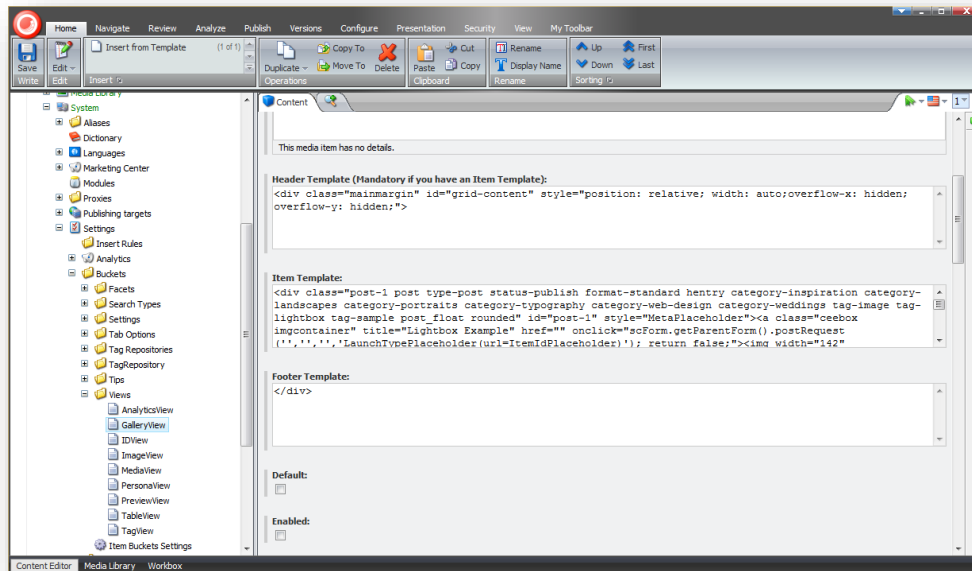 Home Navigate Review Analyze Publish Versions Configure Presentation Security View My Toolbar
Save
Write
Edit
Edit
Insert from Template (1 of 1)
Insert
Duplicate
Copy To
Move To
Delete
Operations
Paste
Cut
Copy
Clipboard
Rename
Display Name
Rename
Up First
Down Last
Sorting
Media Library
System
Aliases
Dictionary
Languages
Marketing Center
Modules
Proxies
Publishing targets
Settings
Insert Rules
Analytics
Buckets
Facets
Search Types
Settings
Tab Options
Tag Repositories
TagRepository
Tips
Views
AnalyticsView
GalleryView
IDView
ImageView
MediaView
PersonaView
PreviewView
TableView
TagView
Item Buckets Settings
Content
1
This media item has no details.
Header Template (Mandatory if you have an Item Template):
<div class="mainmargin" id="grid-content" style="position: relative; width: auto;overflow-x: hidden;
overflow-y: hidden;">
Item Template:
<div class="post-1 post type-post status-publish format-standard hentry category-inspiration category-
landscapes category-portraits category-typography category-web-design category-weddings tag-image tag-
lightbox tag-sample post_float rounded" id="post-1" style="MetaPlaceholder"><a class="ceebox
imgcontainer" title="Lightbox Example" href="" onclick="scForm.getParentForm().postRequest
('','','','LaunchTypePlaceholder(url=ItemIdPlaceholder)'); return false;"><img width="142"
Footer Template:
</div>
Default:
Enabled:
Content Editor Media Library Workbox